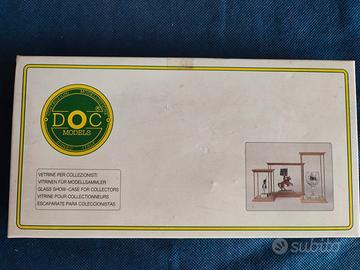 DOC
MODELS
VETRINE PER COLLEZIONISTI
VITRINEN FÜR MODELLSAMMLER
GLASS SHOW-CASE FOR COLLECTORS
VITRINE POUR COLLECTIONNEURS
ESCAPARATE PARA COLECCIONISTAS
subito